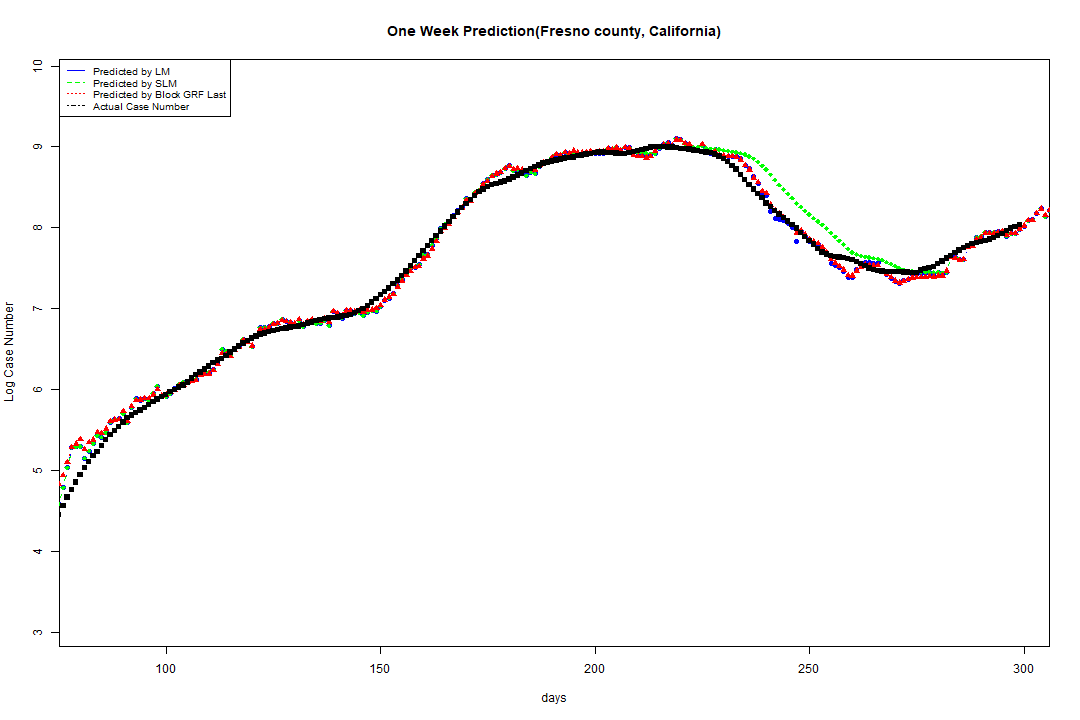 One Week Prediction(Fresno county, California)
Predicted by LM
Predicted by SLM
Predicted by Block GRF Last
Actual Case Number
10
9
8
7
6
5
4
3
Log Case Number
100 150 200 250 300
days